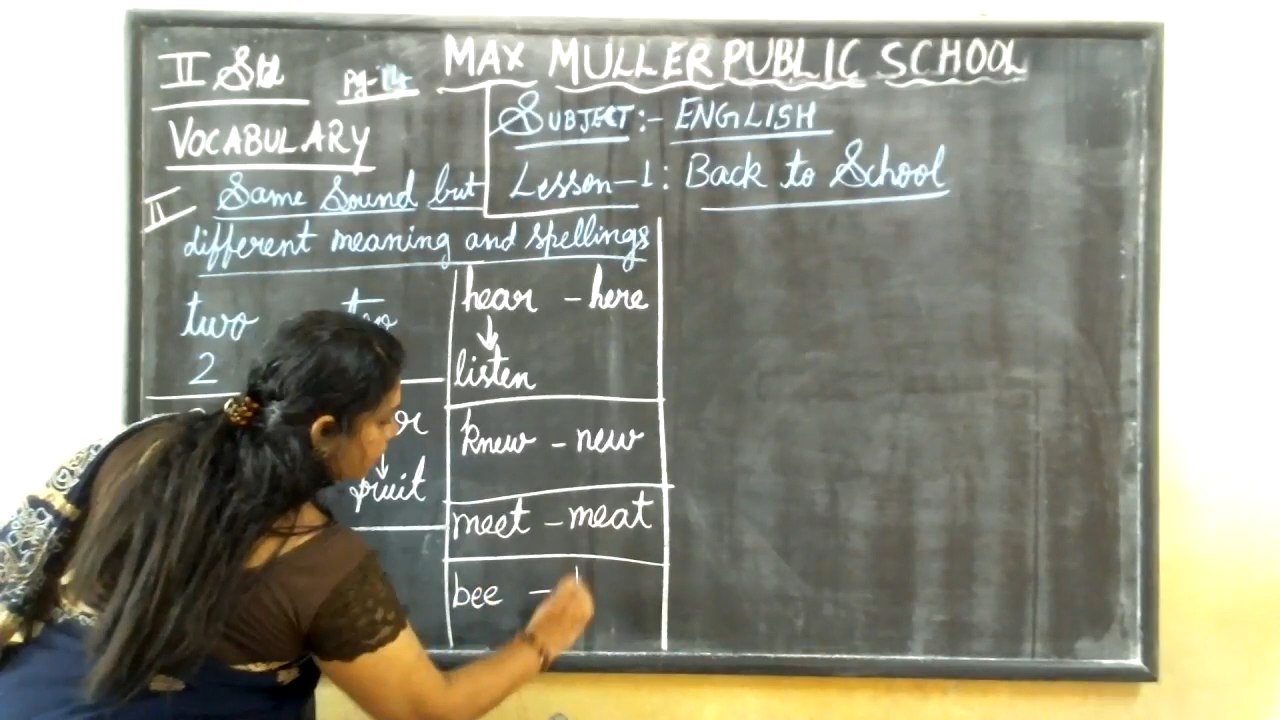 II Std pg-14 MAX MULLER PUBLIC SCHOOL
SUBJECT:- ENGLISH
VOCABULARY
Lesson-1: Back to School
II Same Sound but
different meaning and spellings
two
2
fruit
hear - here
↓
listen
knew - new
meet - meat
bee -